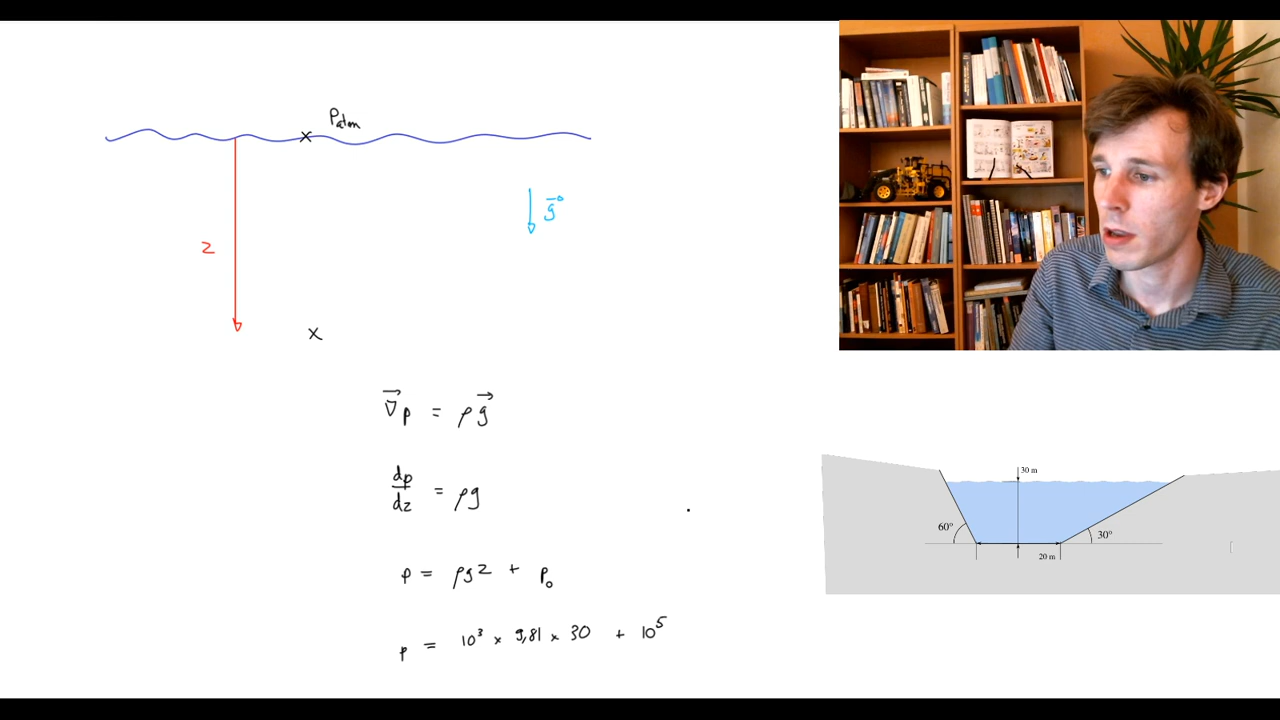 Patm
g⃗
z
x
∇⃗p = ρg⃗
dp/dz = ρg
p = ρgz + p₀
p = 10³ × 9,81 × 30 + 10⁵
30 m
60°
30°
20 m